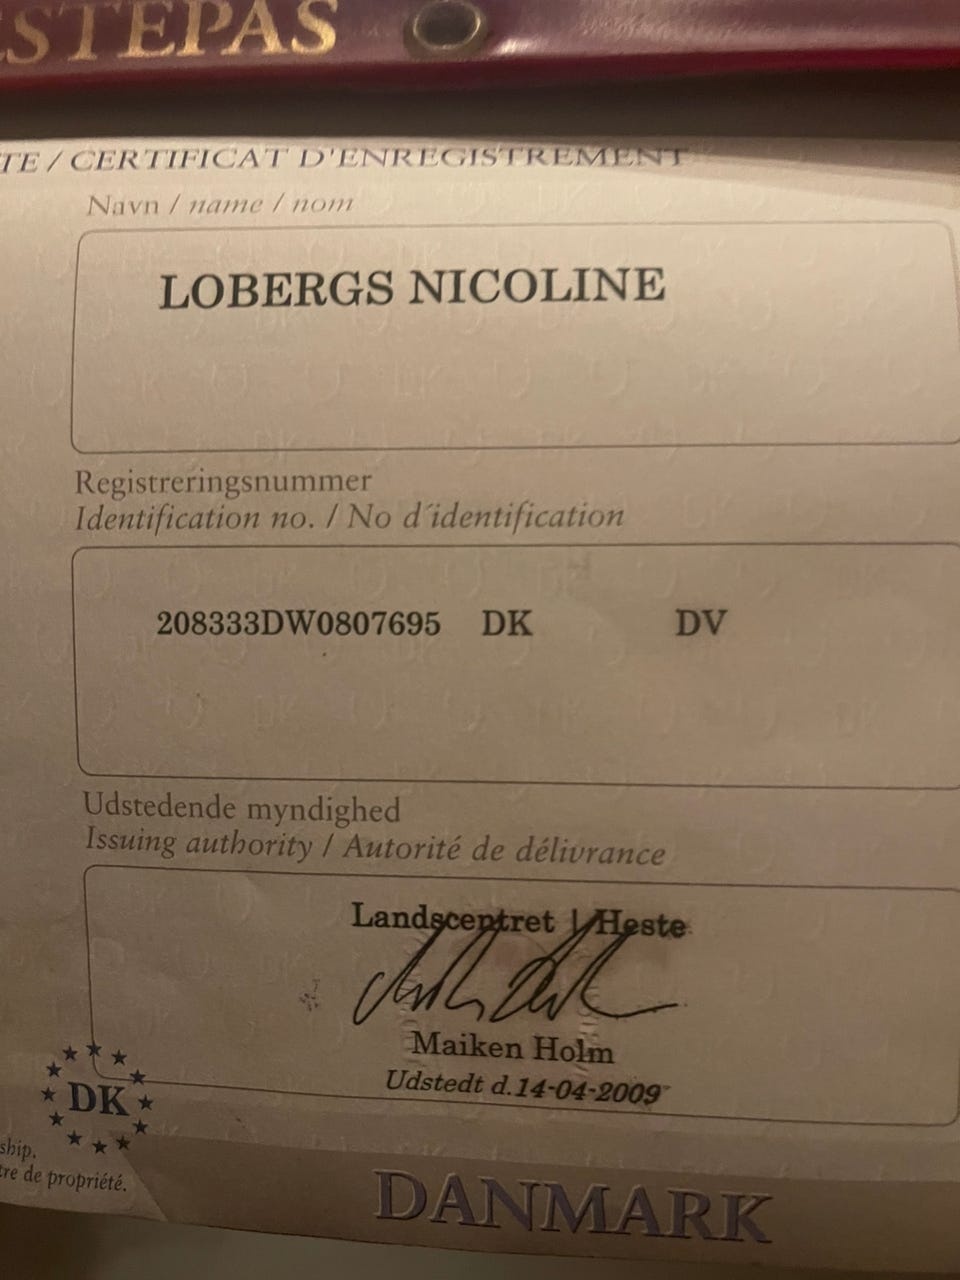 STEPAS
TE / CERTIFICAT D'ENREGISTREMENT
Navn / name / nom
LOBERGS NICOLINE
Registreringsnummer
Identification no. / No d´identification
208333DW0807695 DK DV
Udstedende myndighed
Issuing authority / Autorité de délivrance
Landscentret | Heste
Maiken Holm
Udstedt d.14-04-2009
DK
ship.
tre de propriété.
DANMARK